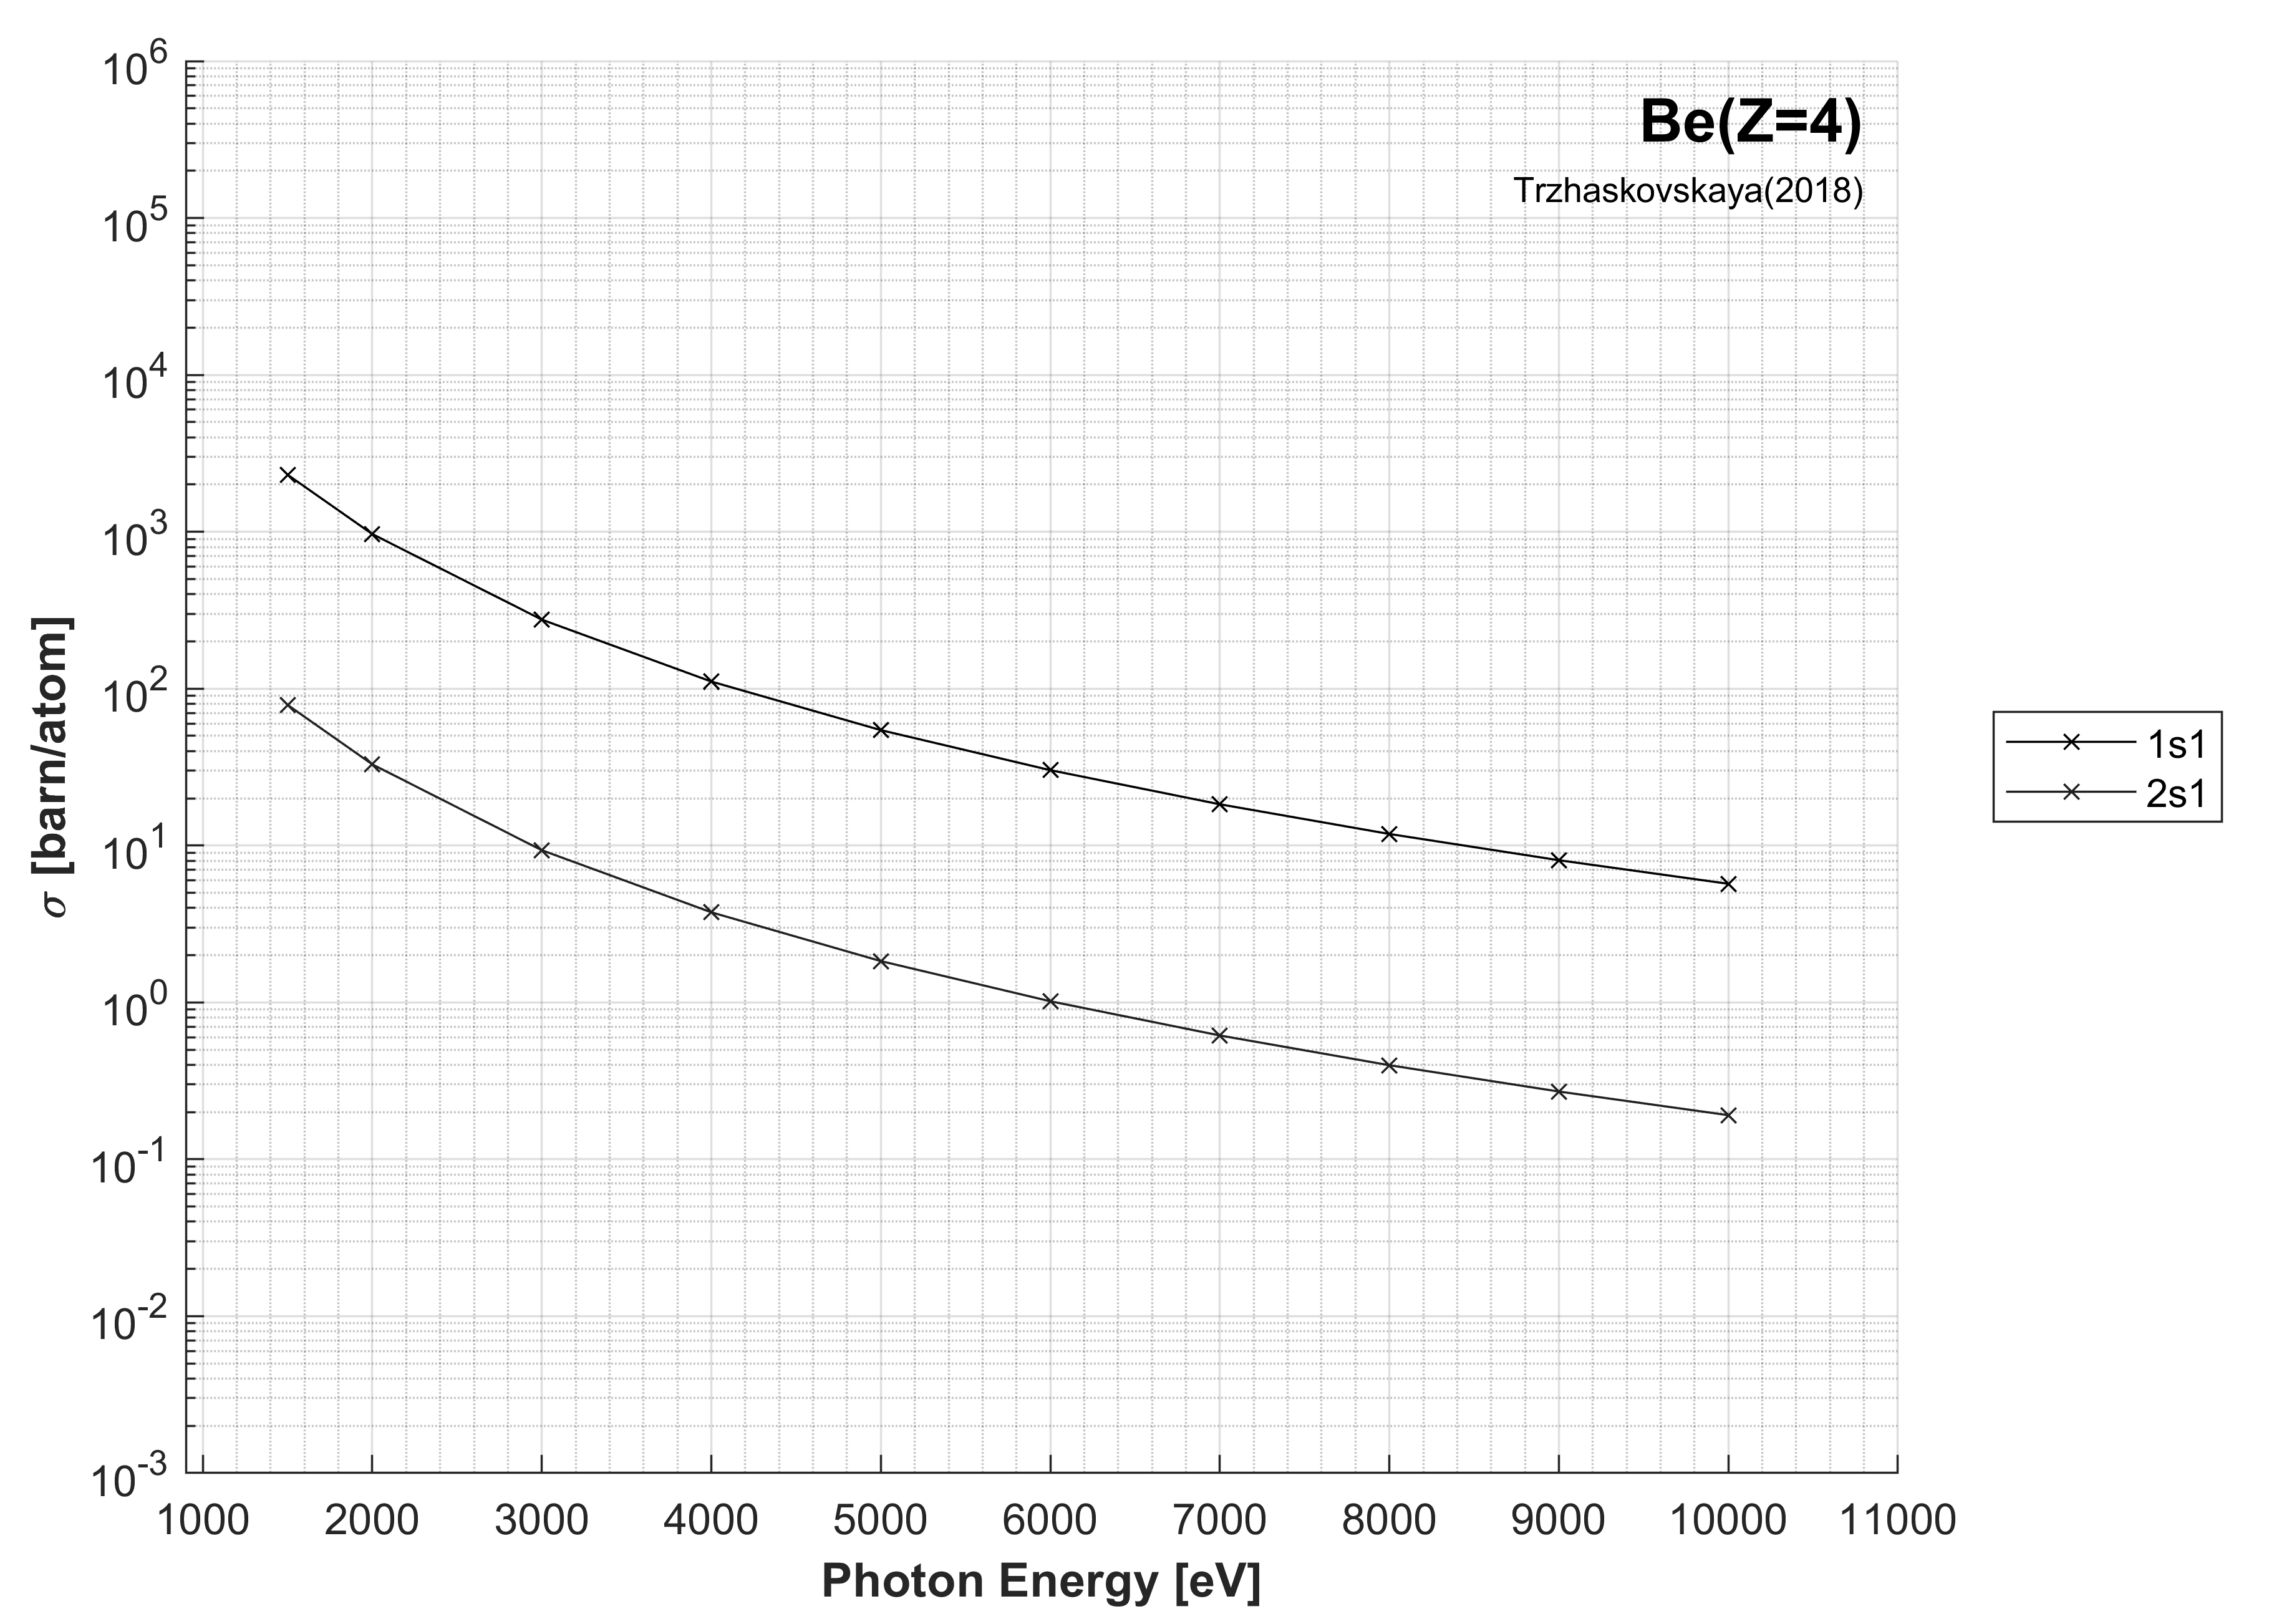 Be(Z=4)
Trzhaskovskaya(2018)
10^6
10^5
10^4
10^3
10^2
10^1
10^0
10^-1
10^-2
10^-3
σ [barn/atom]
1000 2000 3000 4000 5000 6000 7000 8000 9000 10000 11000
Photon Energy [eV]
1s1
2s1